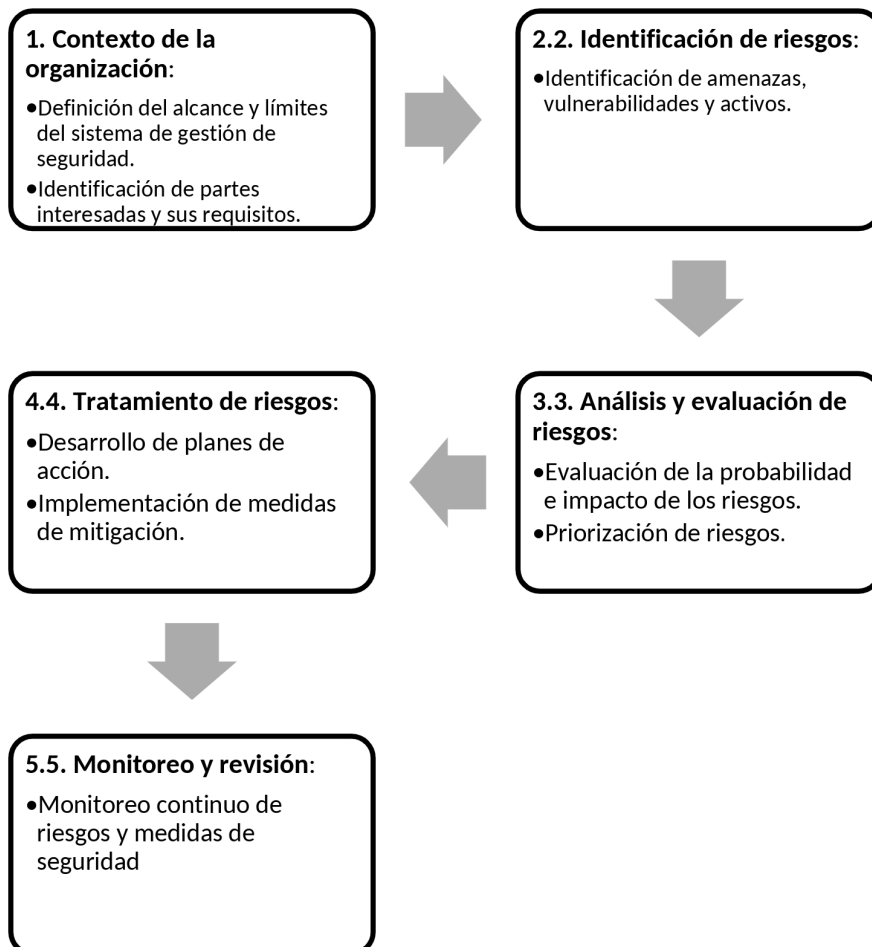 1. Contexto de la
organización:
•Definición del alcance y límites
del sistema de gestión de
seguridad.
•Identificación de partes
interesadas y sus requisitos.
2.2. Identificación de riesgos:
•Identificación de amenazas,
vulnerabilidades y activos.
3.3. Análisis y evaluación de
riesgos:
•Evaluación de la probabilidad
e impacto de los riesgos.
•Priorización de riesgos.
4.4. Tratamiento de riesgos:
•Desarrollo de planes de
acción.
•Implementación de medidas
de mitigación.
5.5. Monitoreo y revisión:
•Monitoreo continuo de
riesgos y medidas de
seguridad